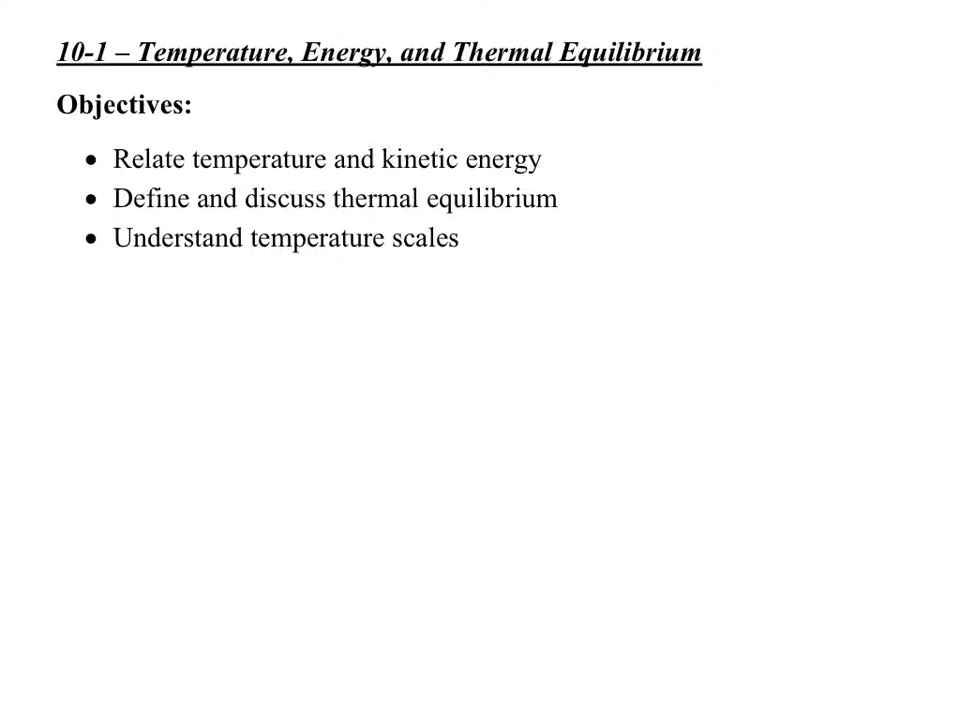 10-1 – Temperature, Energy, and Thermal Equilibrium
Objectives:
• Relate temperature and kinetic energy
• Define and discuss thermal equilibrium
• Understand temperature scales